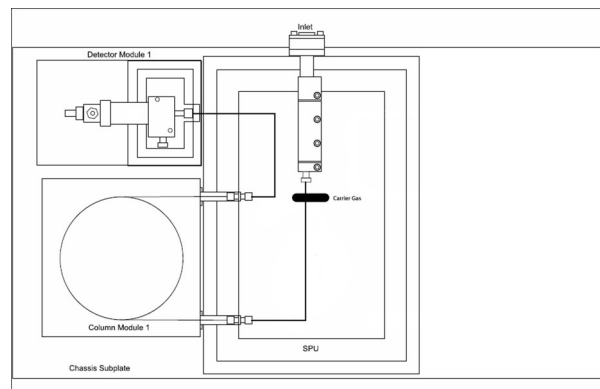 Inlet
Detector Module 1
Carrier Gas
Column Module 1
SPU
Chassis Subplate